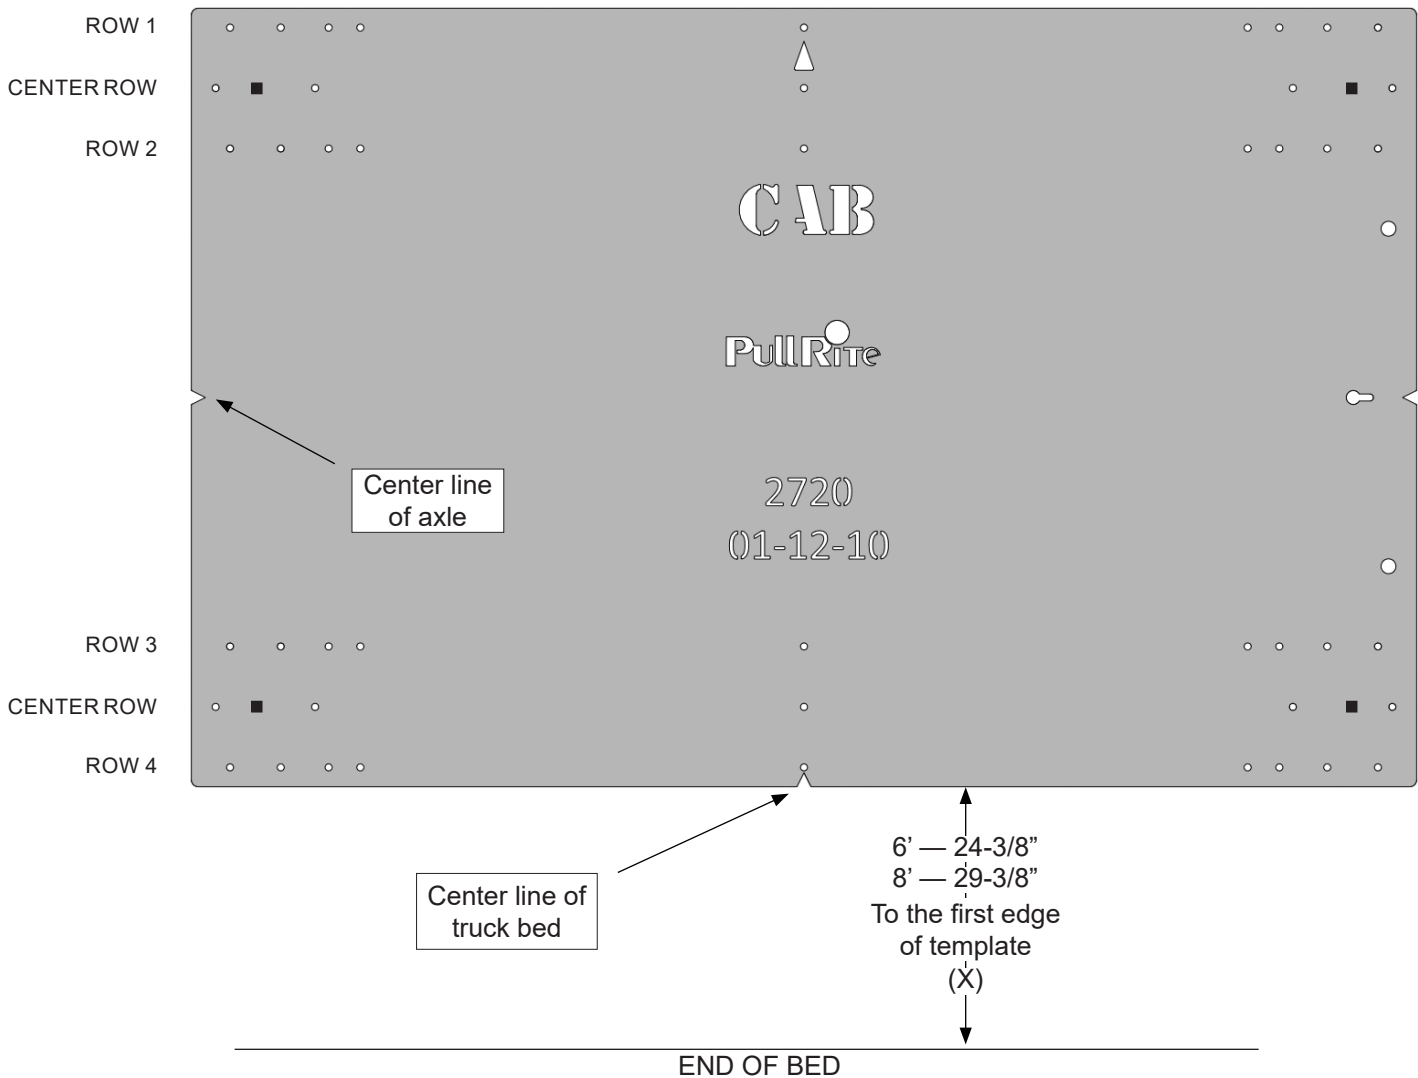 ROW 1
CENTER ROW
ROW 2
CAB
PullRite
Center line
of axle
2720
01-12-10
ROW 3
CENTER ROW
ROW 4
6’ — 24-3/8”
8’ — 29-3/8”
To the first edge
of template
(X)
Center line of
truck bed
END OF BED